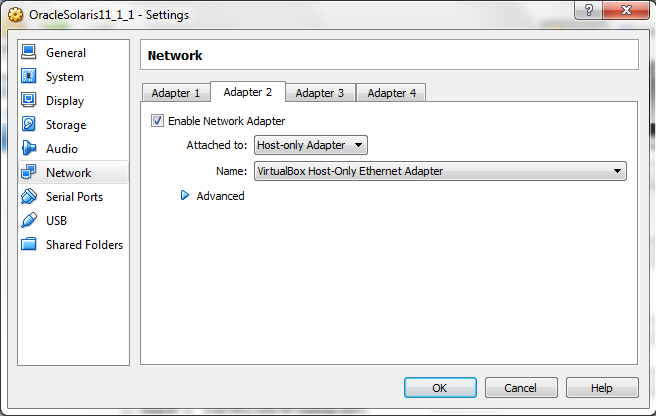 OracleSolaris11_1_1 - Settings
General
System
Display
Storage
Audio
Network
Serial Ports
USB
Shared Folders
Network
Adapter 1 Adapter 2 Adapter 3 Adapter 4
Enable Network Adapter
Attached to: Host-only Adapter
Name: VirtualBox Host-Only Ethernet Adapter
Advanced
OK Cancel Help